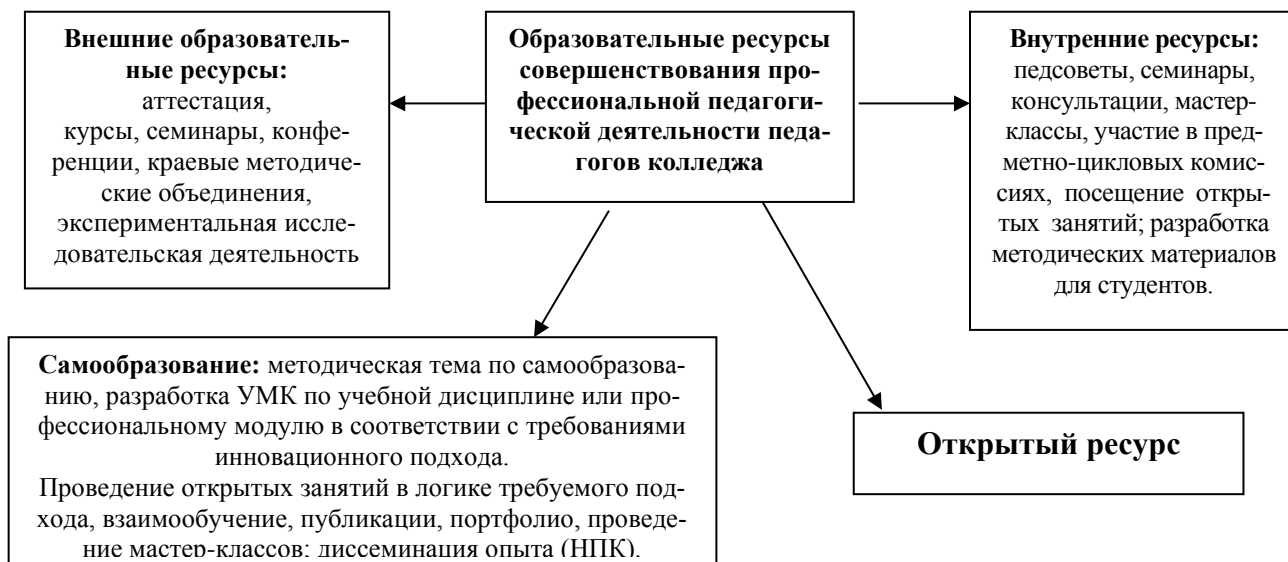 Внешние образователь-
ные ресурсы:
аттестация,
курсы, семинары, конфе-
ренции, краевые методиче-
ские объединения,
экспериментальная иссле-
довательская деятельность
Образовательные ресурсы
совершенствования про-
фессиональной педагоги-
ческой деятельности педа-
гогов колледжа
Внутренние ресурсы:
педсоветы, семинары,
консультации, мастер-
классы, участие в пред-
метно-цикловых комис-
сиях, посещение откры-
тых занятий; разработка
методических материалов
для студентов.
Самообразование: методическая тема по самообразова-
нию, разработка УМК по учебной дисциплине или про-
фессиональному модулю в соответствии с требованиями
инновационного подхода.
Проведение открытых занятий в логике требуемого под-
хода, взаимообучение, публикации, портфолио, проведе-
ние мастер-классов; диссеминация опыта (НПК).
Открытый ресурс